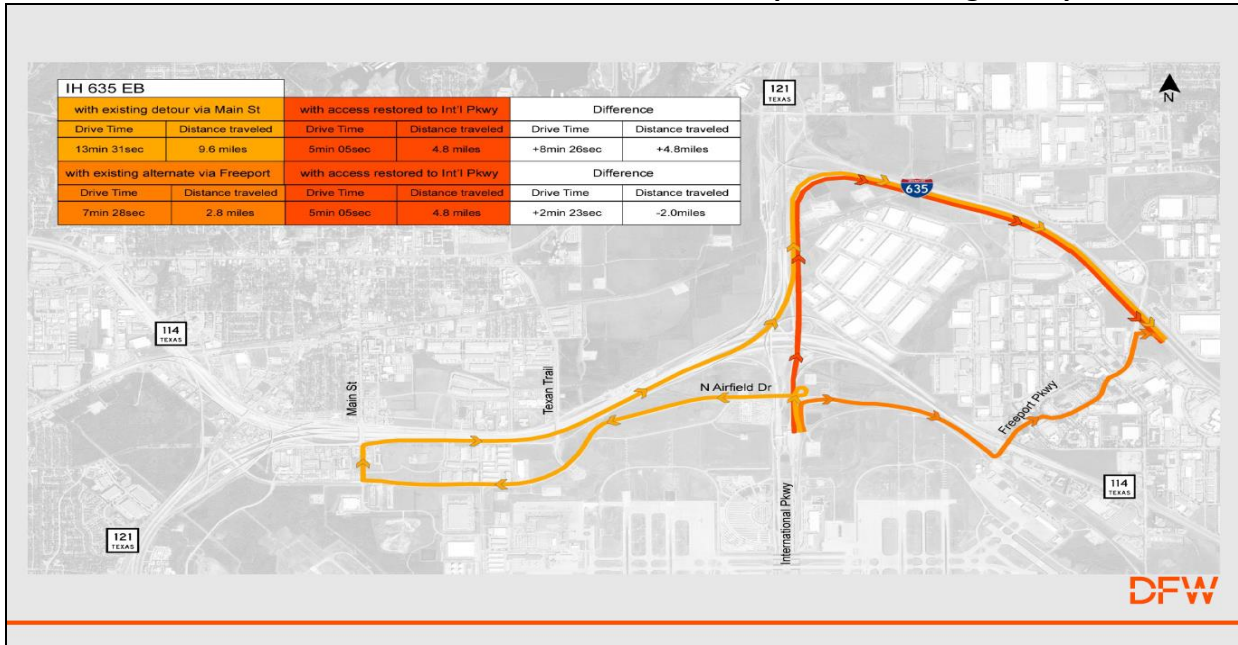 IH 635 EB
with existing detour via Main St with access restored to Int'l Pkwy Difference
Drive Time Distance traveled Drive Time Distance traveled Drive Time Distance traveled
13min 31sec 9.6 miles 5min 05sec 4.8 miles +8min 26sec +4.8miles
with existing alternate via Freeport with access restored to Int'l Pkwy Difference
Drive Time Distance traveled Drive Time Distance traveled Drive Time Distance traveled
7min 28sec 2.8 miles 5min 05sec 4.8 miles +2min 23sec -2.0miles
121
TEXAS
N
635
114
TEXAS
Main St
Texan Trail
N Airfield Dr
Freeport Pkwy
International Pkwy
114
TEXAS
121
TEXAS
DFW